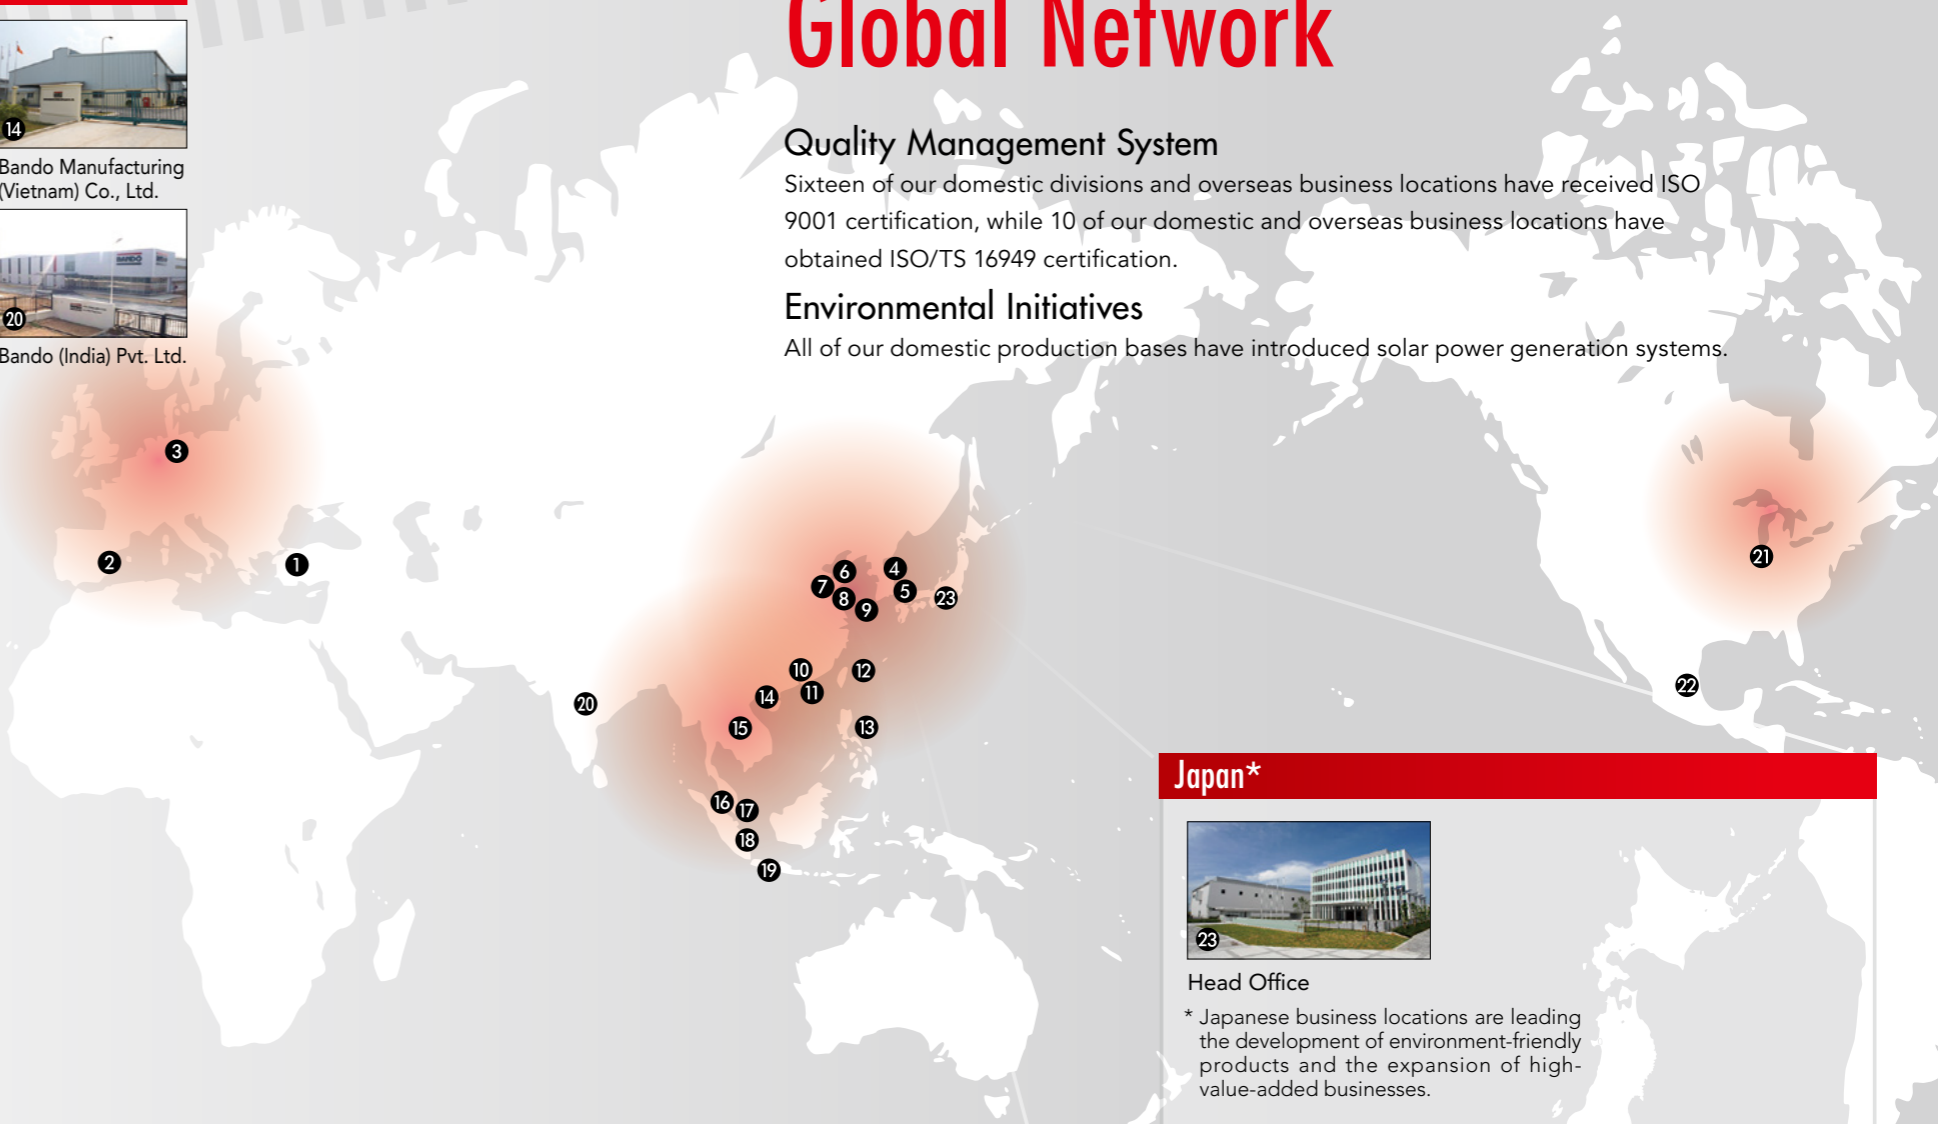 Global Network
14
Bando Manufacturing
(Vietnam) Co., Ltd.
BANDO
20
Bando (India) Pvt. Ltd.
Quality Management System
Sixteen of our domestic divisions and overseas business locations have received ISO
9001 certification, while 10 of our domestic and overseas business locations have
obtained ISO/TS 16949 certification.
Environmental Initiatives
All of our domestic production bases have introduced solar power generation systems.
3
2
1
6
4
7
5
8
23
9
10
12
14
11
20
15
13
16
17
18
19
21
22
Japan*
23
Head Office
* Japanese business locations are leading
the development of environment-friendly
products and the expansion of high-
value-added businesses.